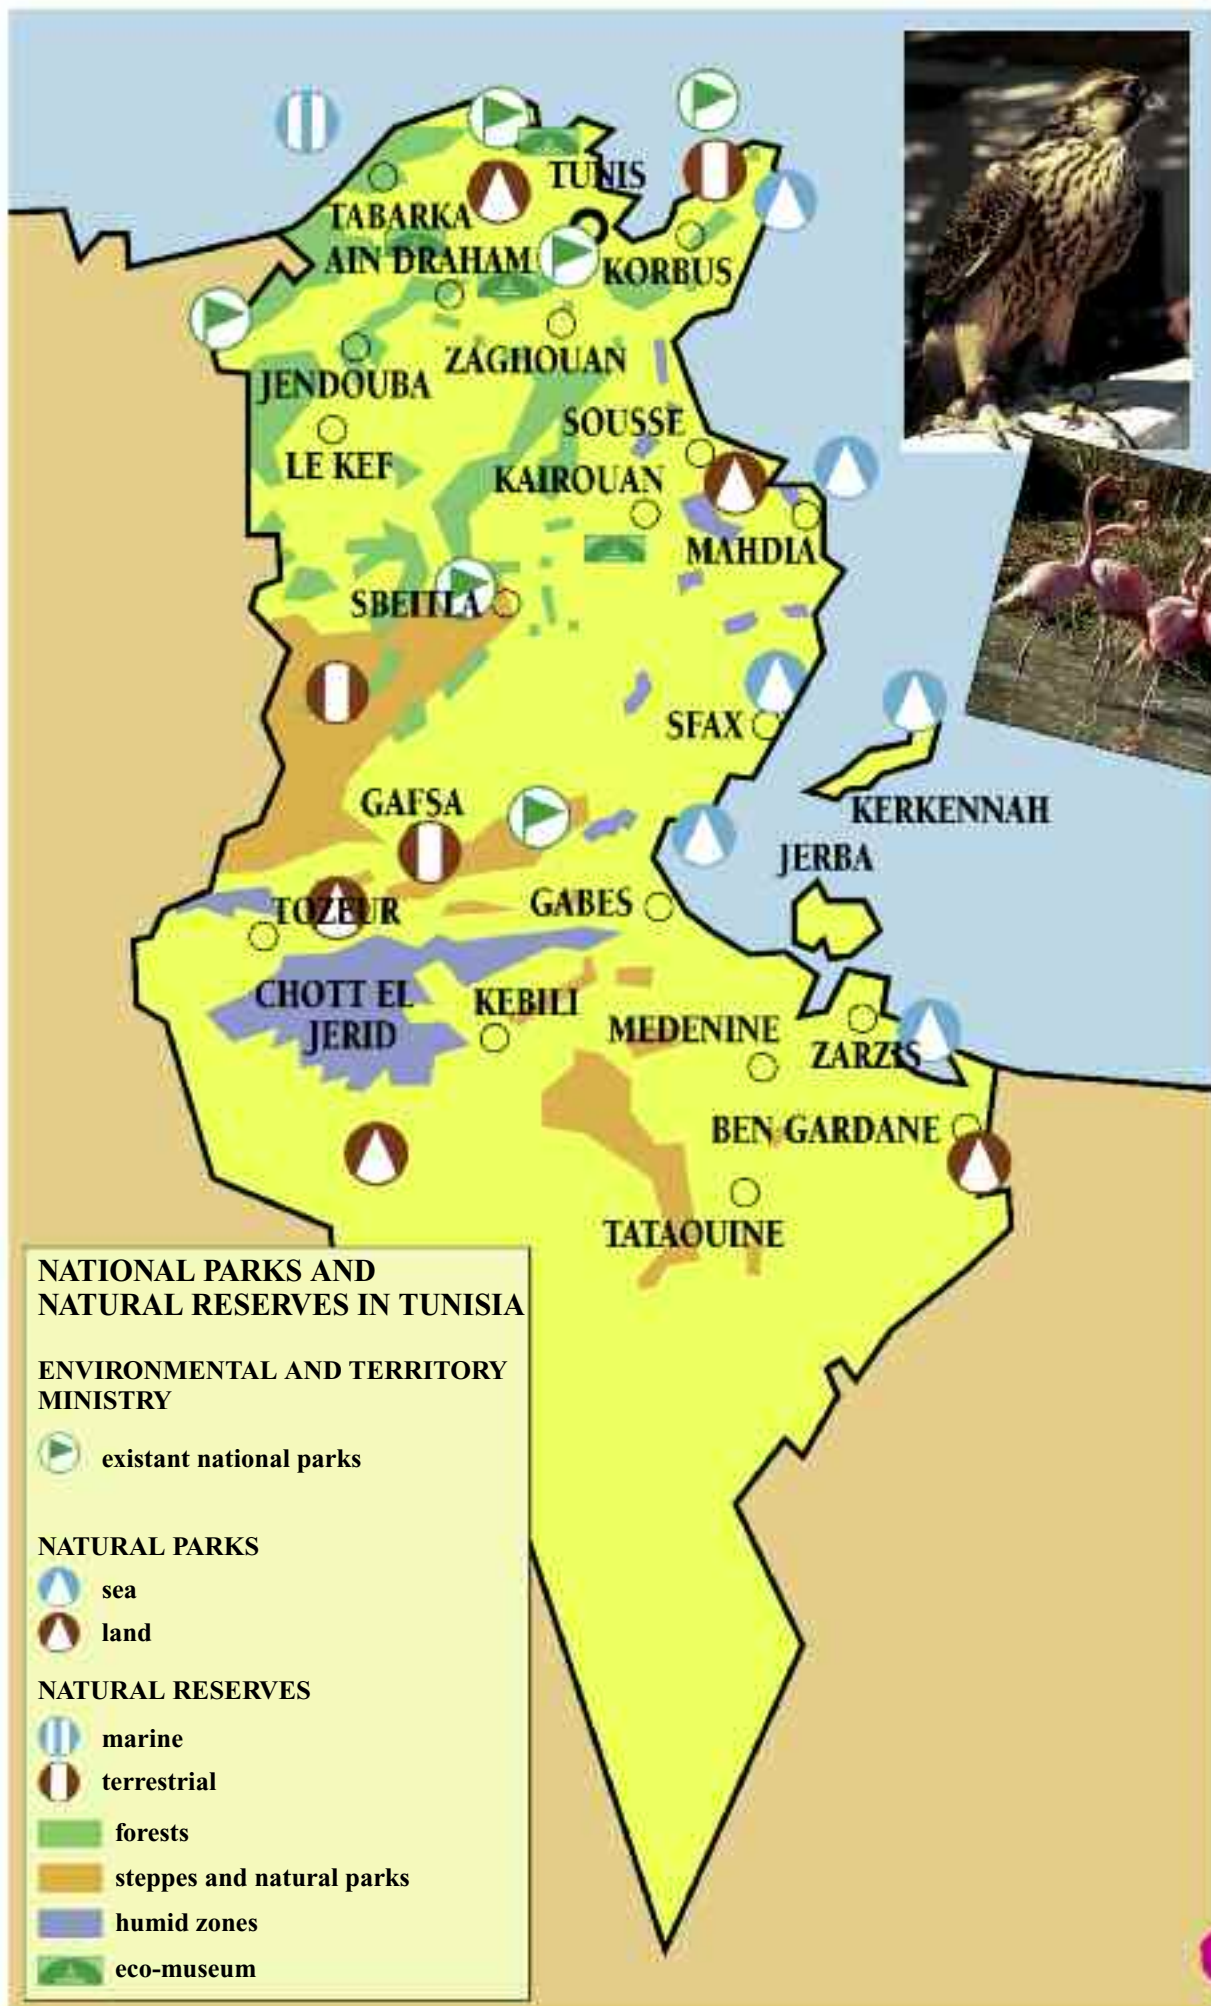 TUNIS
TABARKA
AIN DRAHAM
KORBUS
ZAGHOUAN
JENDOUBA
SOUSSE
LE KEF
KAIROUAN
MAHDIA
SBEITLA
SFAX
GAFSA
KERKENNAH
JERBA
TOZEUR
GABES
CHOTT EL
JERID
KEBILI
MEDENINE
ZARZIS
BEN GARDANE
TATAOUINE
NATIONAL PARKS AND
NATURAL RESERVES IN TUNISIA
ENVIRONMENTAL AND TERRITORY
MINISTRY
existant national parks
NATURAL PARKS
sea
land
NATURAL RESERVES
marine
terrestrial
forests
steppes and natural parks
humid zones
eco-museum